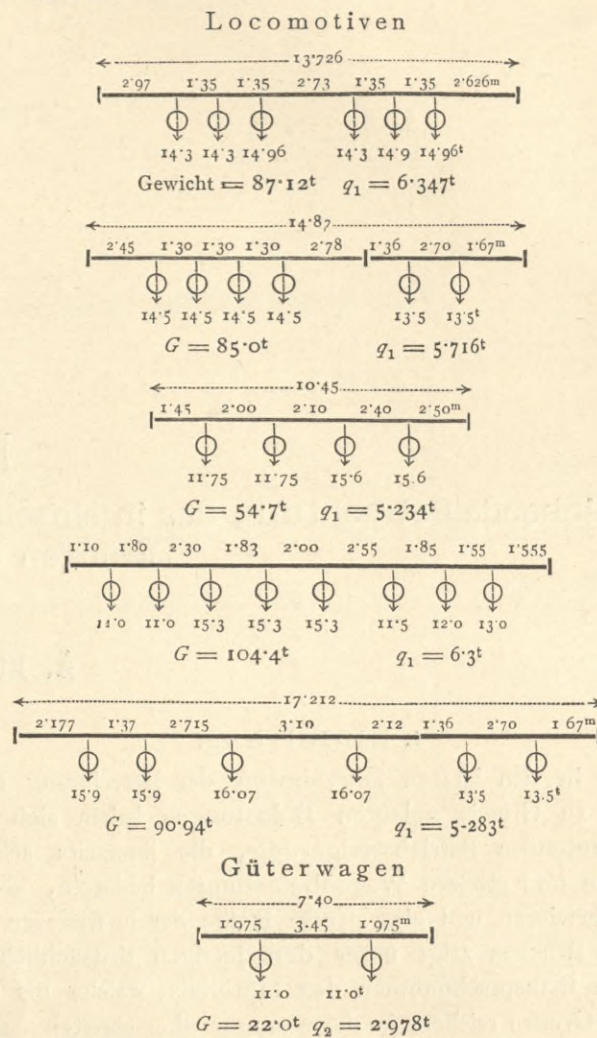 Locomotiven
13·726
2·97 1·35 1·35 2·73 1·35 1·35 2·626m
14·3 14·3 14·96 14·3 14·9 14·96t
Gewicht = 87·12t q₁ = 6·347t
14·87
2·45 1·30 1·30 1·30 2·78 1·36 2·70 1·67m
14·5 14·5 14·5 14·5 13·5 13·5t
G = 85·0t q₁ = 5·716t
10·45
1·45 2·00 2·10 2·40 2·50m
11·75 11·75 15·6 15·6
G = 54·7t q₁ = 5·234t
1·10 1·80 2·30 1·83 2·00 2·55 1·85 1·55 1·555
11·0 11·0 15·3 15·3 15·3 11·5 12·0 13·0
G = 104·4t q₁ = 6·3t
17·212
2·177 1·37 2·715 3·10 2·12 1·36 2·70 1·67m
15·9 15·9 16·07 16·07 13·5 13·5t
G = 90·94t q₁ = 5·283t
Güterwagen
7·40
1·975 3·45 1·975m
11·0 11·0t
G = 22·0t q₂ = 2·978t